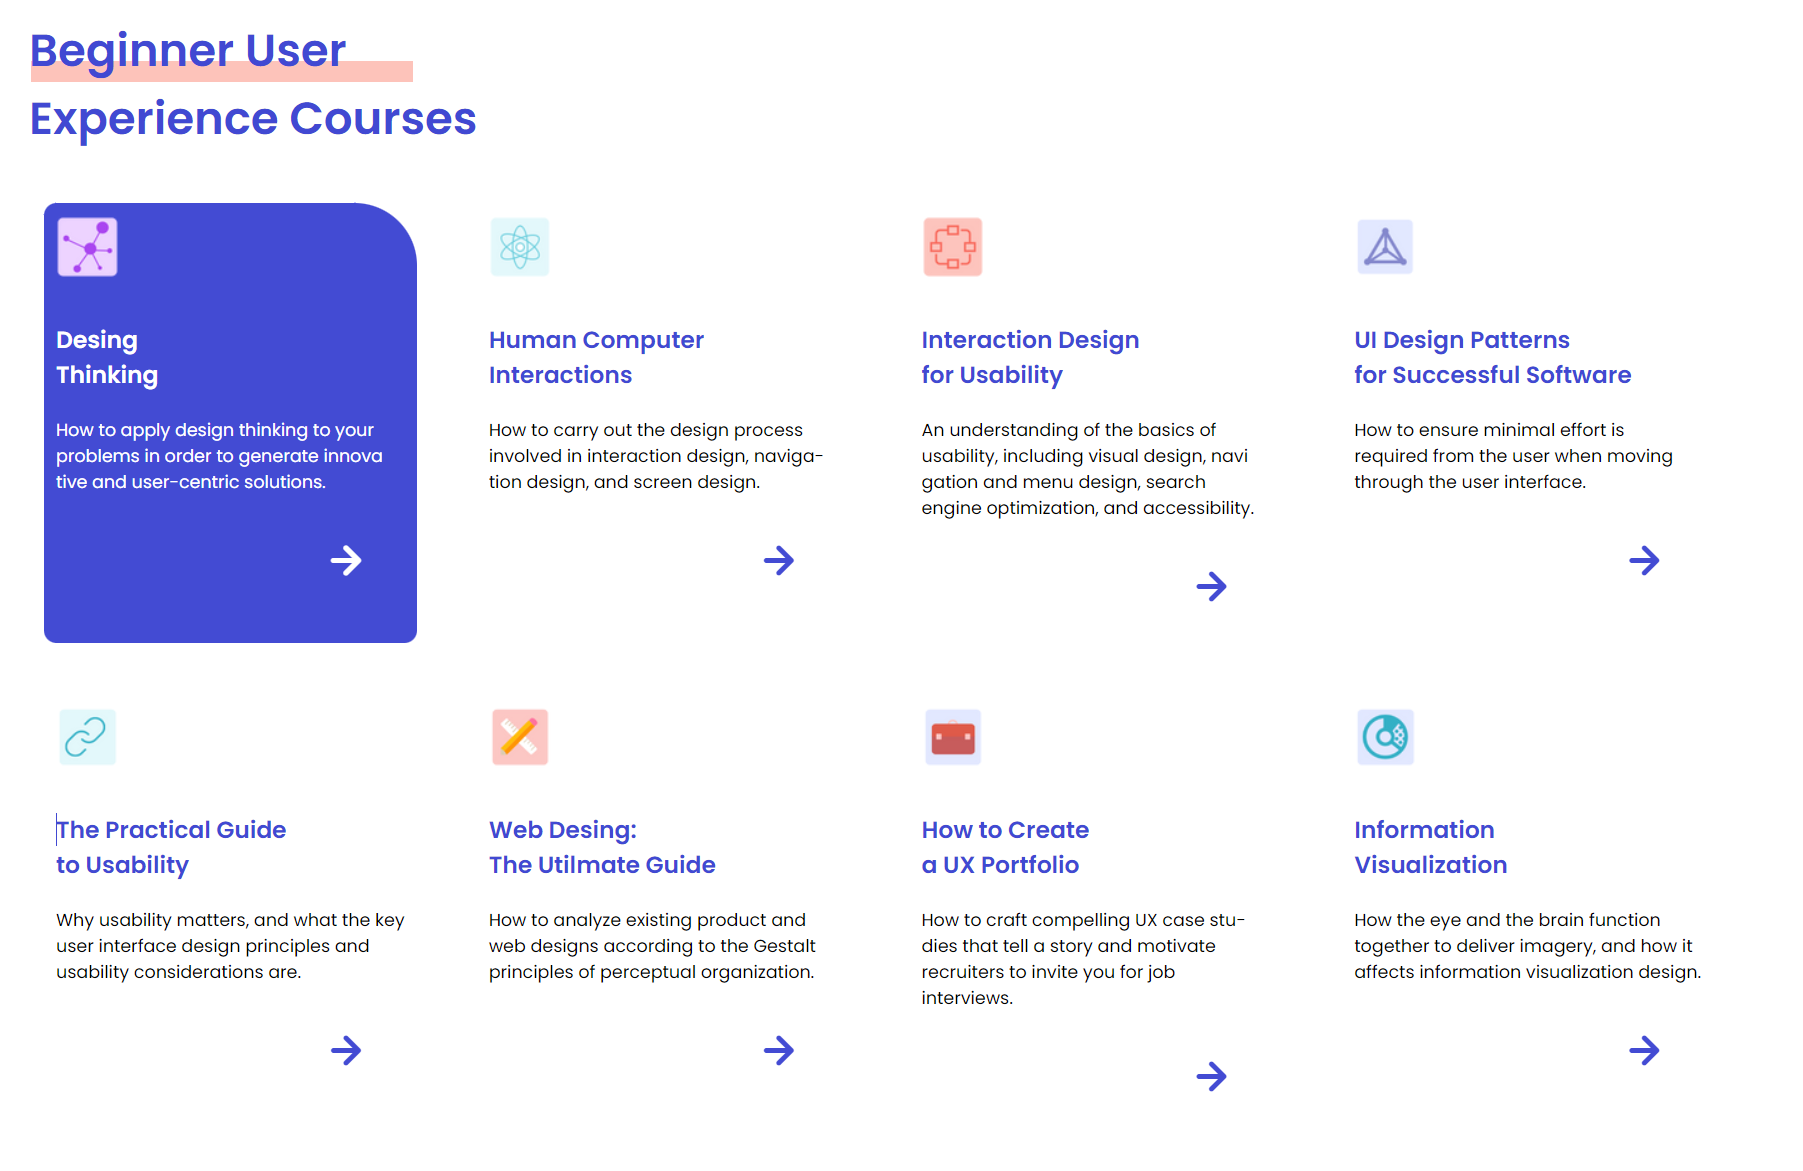 Beginner User
Experience Courses
Desing
Thinking
How to apply design thinking to your
problems in order to generate innova
tive and user-centric solutions.
Human Computer
Interactions
How to carry out the design process
involved in interaction design, naviga-
tion design, and screen design.
Interaction Design
for Usability
An understanding of the basics of
usability, including visual design, navi
gation and menu design, search
engine optimization, and accessibility.
UI Design Patterns
for Successful Software
How to ensure minimal effort is
required from the user when moving
through the user interface.
The Practical Guide
to Usability
Why usability matters, and what the key
user interface design principles and
usability considerations are.
Web Desing:
The Utilmate Guide
How to analyze existing product and
web designs according to the Gestalt
principles of perceptual organization.
How to Create
a UX Portfolio
How to craft compelling UX case stu-
dies that tell a story and motivate
recruiters to invite you for job
interviews.
Information
Visualization
How the eye and the brain function
together to deliver imagery, and how it
affects information visualization design.